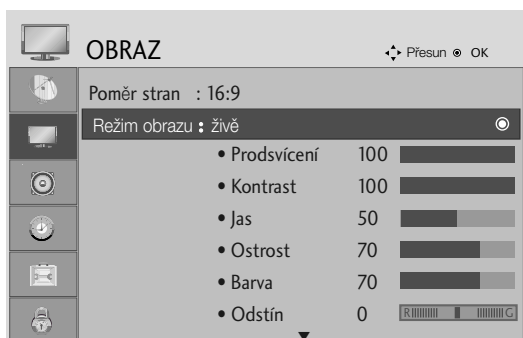 OBRAZ Přesun OK
Poměr stran : 16:9
Režim obrazu : živě
• Prodsvícení 100
• Kontrast 100
• Jas 50
• Ostrost 70
• Barva 70
• Odstín 0 R G